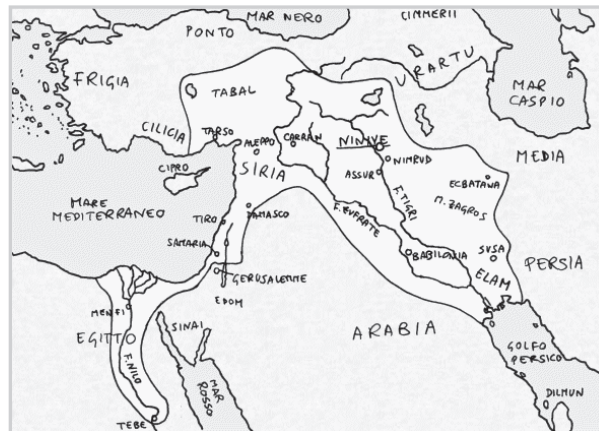 MAR NERO
CIMMERII
PONTO
URARTU
FRIGIA
TABAL
MAR
CASPIO
CILICIA
TARSO
ALEPPO
CARRAN
NINIVE
NIMRUD
MEDIA
CIPRO
SIRIA
ASSUR
ECBATANA
MARE
MEDITERRANEO
F. TIGRI
M. ZAGROS
TIRO
DAMASCO
F. EUFRATE
SAMARIA
BABILONIA
SUSA
PERSIA
GERUSALEMME
ELAM
EDOM
MENFI
SINAI
ARABIA
EGITTO
GOLFO
PERSICO
F. NILO
MAR
ROSSO
DILMUN
TEBE